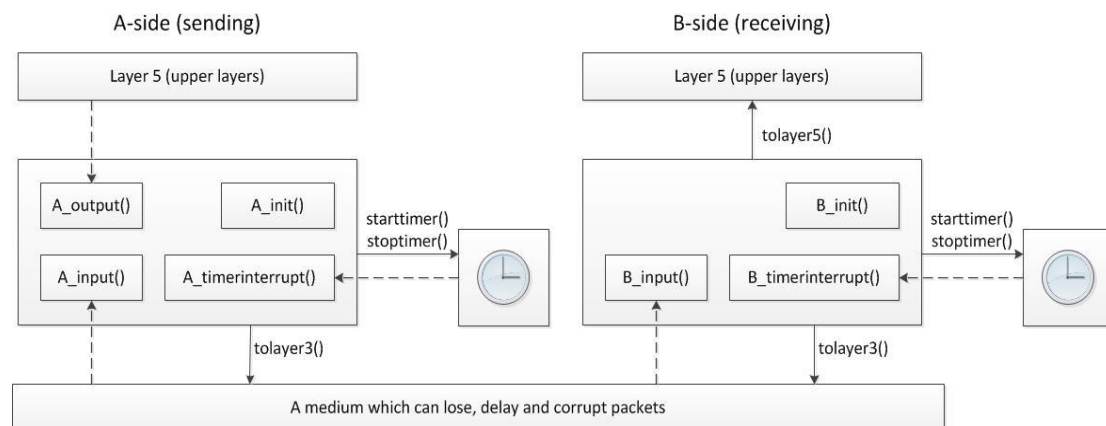 A-side (sending)
Layer 5 (upper layers)
A_output()
A_init()
A_input()
A_timerinterrupt()
starttimer()
stoptimer()
tolayer3()
B-side (receiving)
Layer 5 (upper layers)
tolayer5()
B_init()
B_input()
B_timerinterrupt()
starttimer()
stoptimer()
tolayer3()
A medium which can lose, delay and corrupt packets